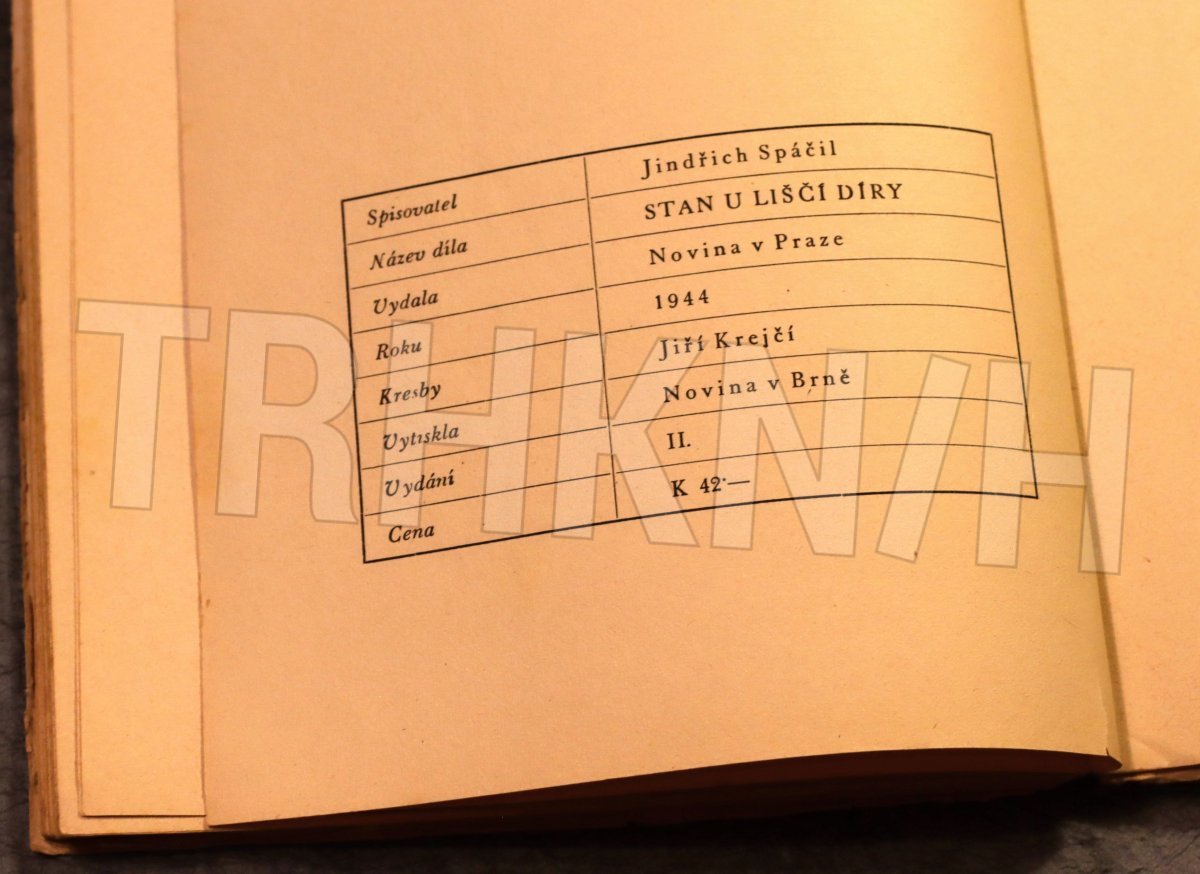 Spisovatel Jindřich Spáčil
Název díla STAN U LIŠČÍ DÍRY
Vydala Novina v Praze
Roku 1944
Kresby Jiří Krejčí
Vytiskla Novina v Brně
Vydání II.
Cena K 42·—
TRHKNIH